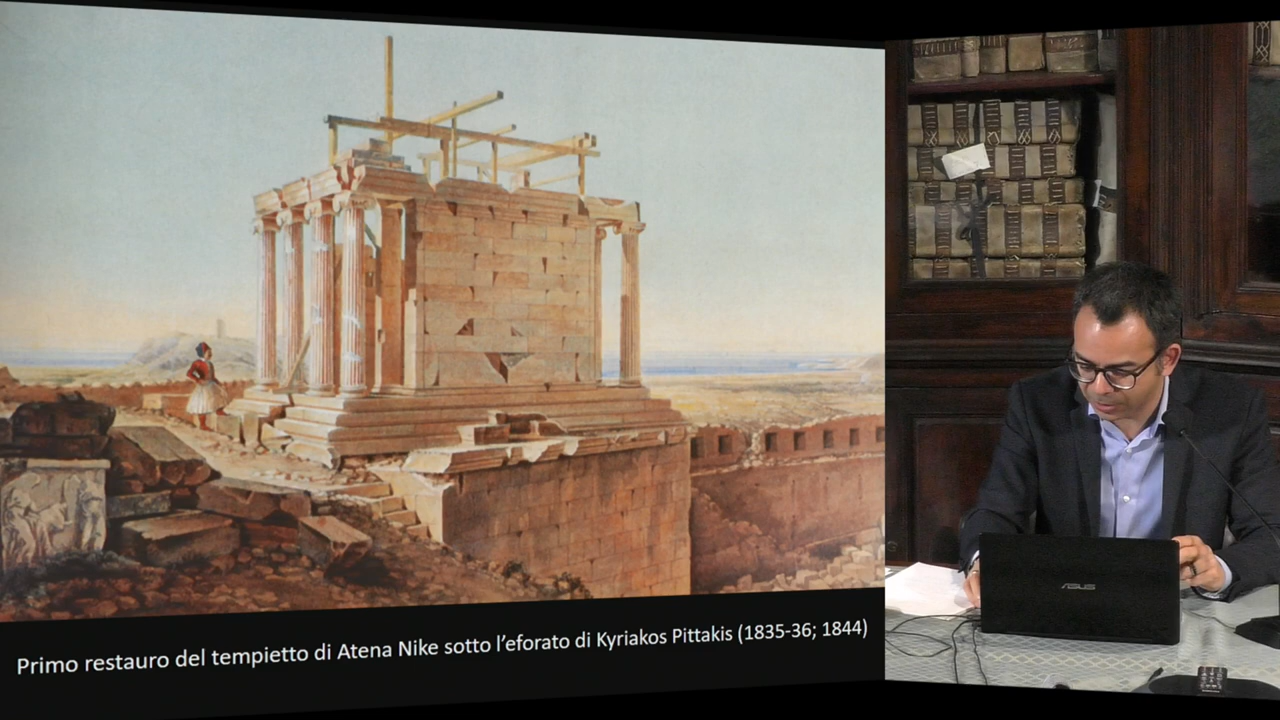 Primo restauro del tempietto di Atena Nike sotto l'eforato di Kyriakos Pittakis (1835-36; 1844)
ASUS